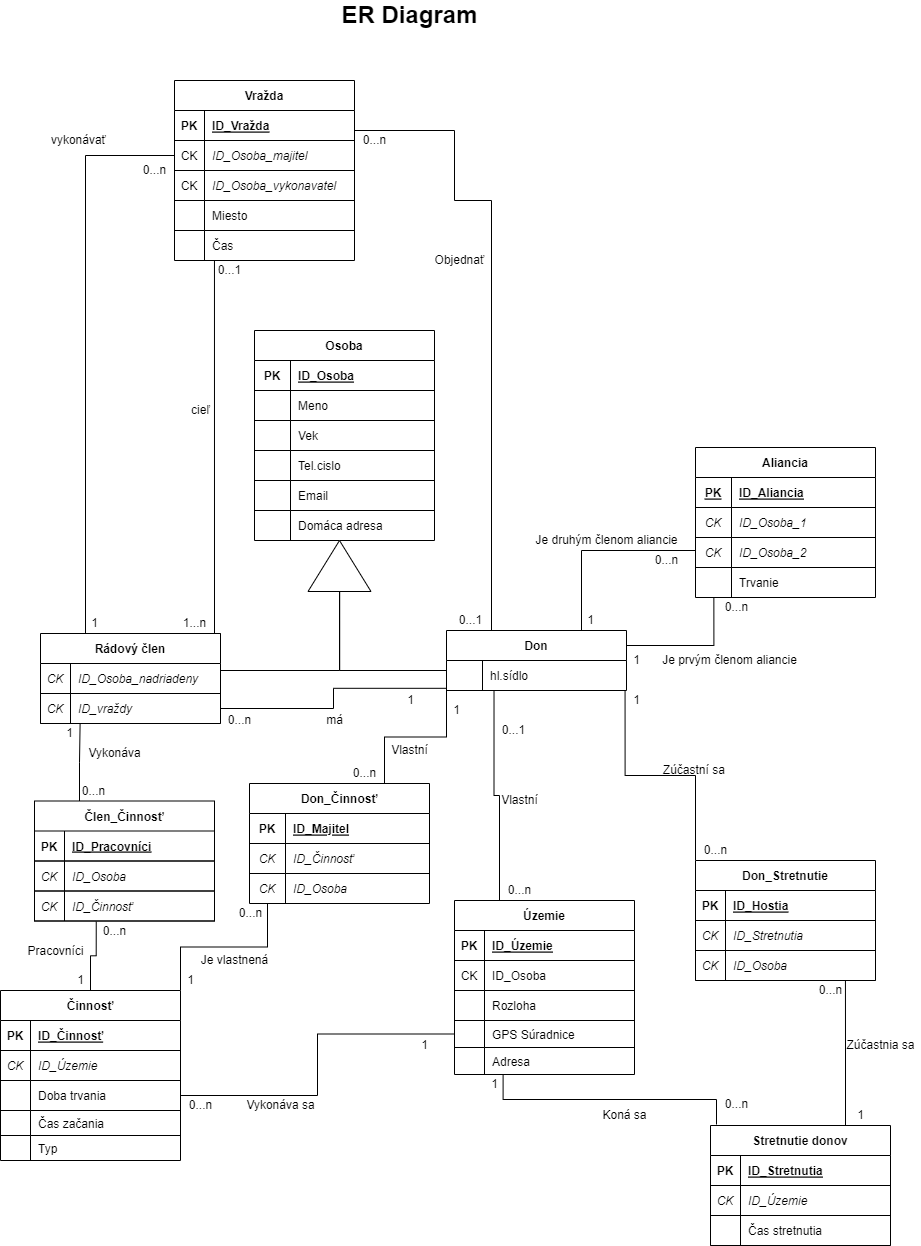 ER Diagram
Vražda
PK ID_Vražda
CK ID_Osoba_majitel
CK ID_Osoba_vykonavatel
Miesto
Čas
vykonávať
0...n
0...n
Objednať
0...1
cieľ
Osoba
PK ID_Osoba
Meno
Vek
Tel.cislo
Email
Domáca adresa
Aliancia
PK ID_Aliancia
CK ID_Osoba_1
CK ID_Osoba_2
Trvanie
Je druhým členom aliancie
0...n
0...n
1
1...n
0...1
1
Rádový člen
CK ID_Osoba_nadriadeny
CK ID_vraždy
Don
hl.sídlo
1
Je prvým členom aliancie
0...n
má
1
1
1
1
Vykonáva
0...n
Vlastní
0...n
0...1
Vlastní
0...n
Zúčastní sa
0...n
Člen_Činnosť
PK ID_Pracovníci
CK ID_Osoba
CK ID_Činnosť
Don_Činnosť
PK ID_Majitel
CK ID_Činnosť
CK ID_Osoba
Don_Stretnutie
PK ID_Hostia
CK ID_Stretnutia
CK ID_Osoba
Územie
PK ID_Územie
CK ID_Osoba
Rozloha
GPS Súradnice
Adresa
0...n
Pracovníci
1
0...n
Je vlastnená
1
Činnosť
PK ID_Činnosť
CK ID_Územie
Doba trvania
Čas začania
Typ
0...n
Vykonáva sa
1
0...n
Zúčastnia sa
1
1
Koná sa
0...n
Stretnutie donov
PK ID_Stretnutia
CK ID_Územie
Čas stretnutia